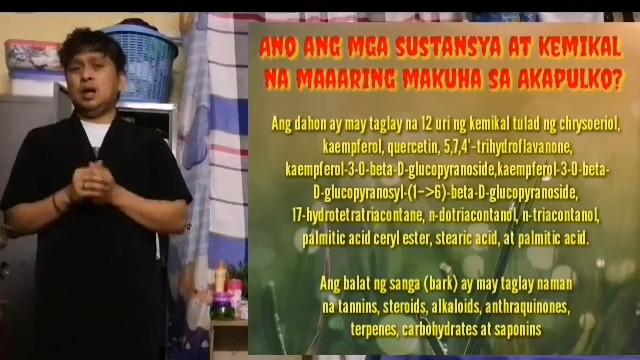 ANO ANG MGA SUSTANSYA AT KEMIKAL
NA MAAARING MAKUHA SA AKAPULKO?
Ang dahon ay may taglay na 12 uri ng kemikal tulad ng chrysoeriol,
kaempferol, quercetin, 5,7,4'-trihydroflavanone,
kaempferol-3-O-beta-D-glucopyranoside,kaempferol-3-O-beta-
D-glucopyranosyl-(1–>6)-beta-D-glucopyranoside,
17-hydrotetratriacontane, n-dotriacontanol, n-triacontanol,
palmitic acid ceryl ester, stearic acid, at palmitic acid.
Ang balat ng sanga (bark) ay may taglay naman
na tannins, steroids, alkaloids, anthraquinones,
terpenes, carbohydrates at saponins